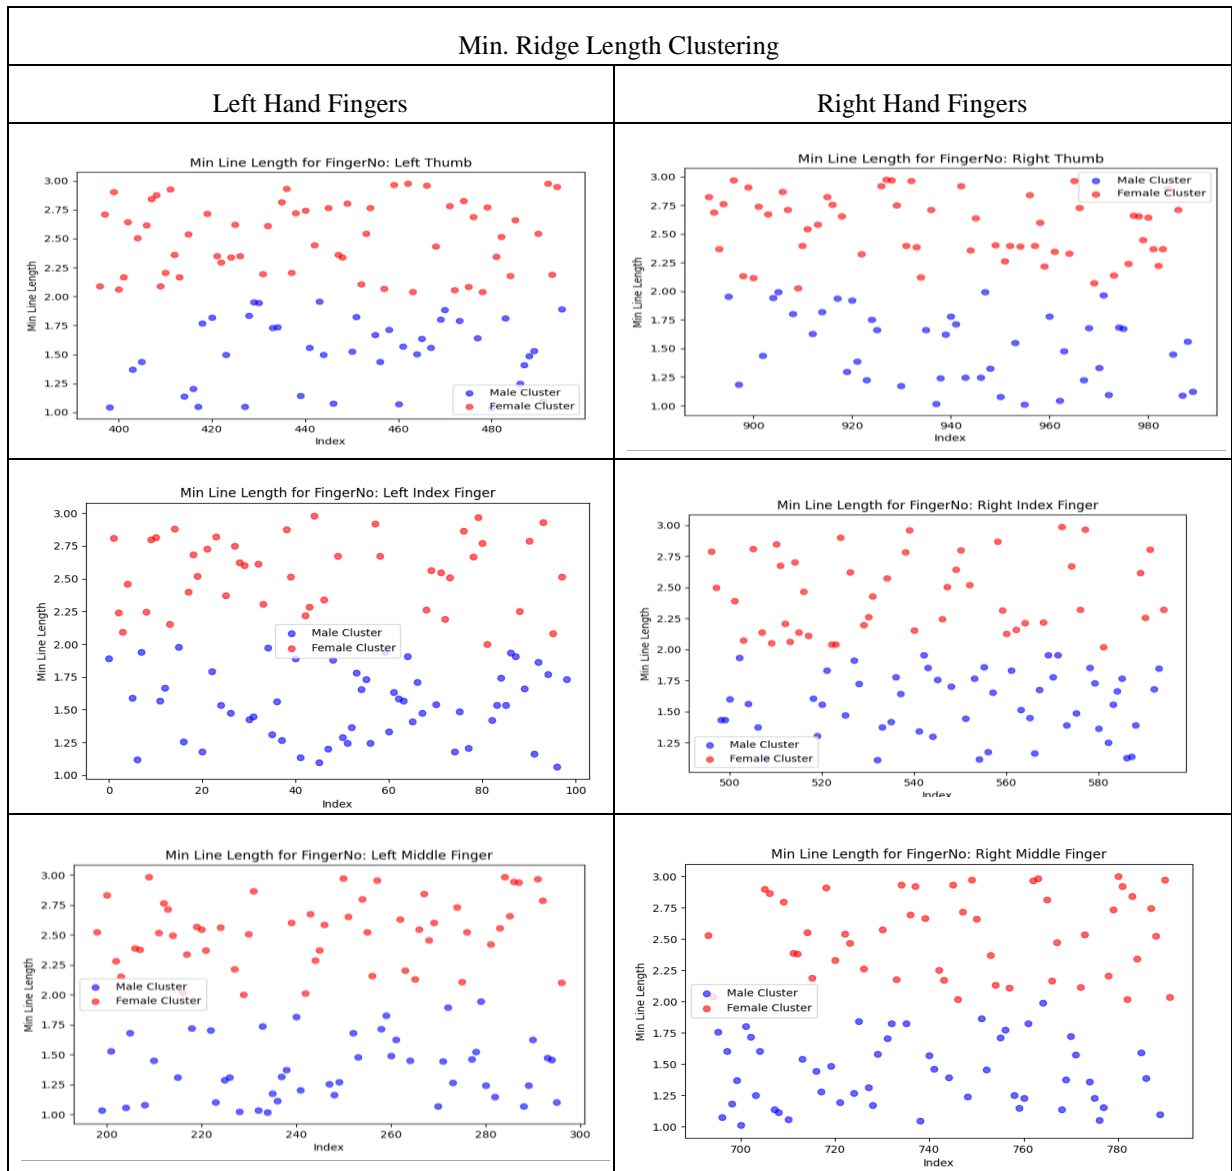 Min. Ridge Length Clustering
Left Hand Fingers
Right Hand Fingers
Min Line Length for FingerNo: Left Thumb
Min Line Length
3.00
2.75
2.50
2.25
2.00
1.75
1.50
1.25
1.00
Male Cluster
Female Cluster
400
420
440
460
480
Index
Min Line Length for FingerNo: Right Thumb
Min Line Length
3.00
2.75
2.50
2.25
2.00
1.75
1.50
1.25
1.00
Male Cluster
Female Cluster
900
920
940
960
980
Index
Min Line Length for FingerNo: Left Index Finger
Min Line Length
3.00
2.75
2.50
2.25
2.00
1.75
1.50
1.25
1.00
Male Cluster
Female Cluster
0
20
40
60
80
100
Index
Min Line Length for FingerNo: Right Index Finger
Min Line Length
3.00
2.75
2.50
2.25
2.00
1.75
1.50
1.25
Male Cluster
Female Cluster
500
520
540
560
580
Index
Min Line Length for FingerNo: Left Middle Finger
Min Line Length
3.00
2.75
2.50
2.25
2.00
1.75
1.50
1.25
1.00
Male Cluster
Female Cluster
200
220
240
260
280
300
Index
Min Line Length for FingerNo: Right Middle Finger
Min Line Length
3.00
2.75
2.50
2.25
2.00
1.75
1.50
1.25
1.00
Male Cluster
Female Cluster
700
720
740
760
780
Index